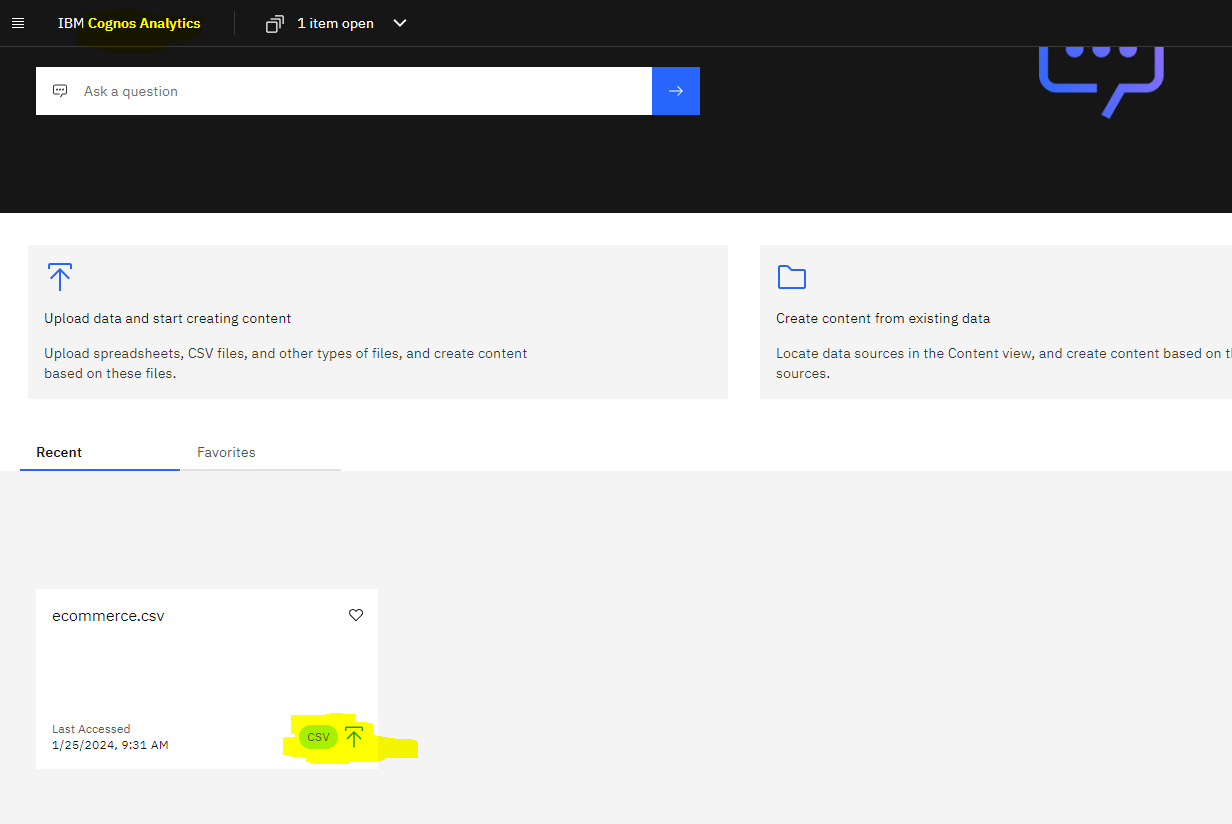 IBM Cognos Analytics
1 item open
Ask a question
Upload data and start creating content
Upload spreadsheets, CSV files, and other types of files, and create content
based on these files.
Create content from existing data
Locate data sources in the Content view, and create content based on
sources.
Recent
Favorites
ecommerce.csv
Last Accessed
1/25/2024, 9:31 AM
CSV